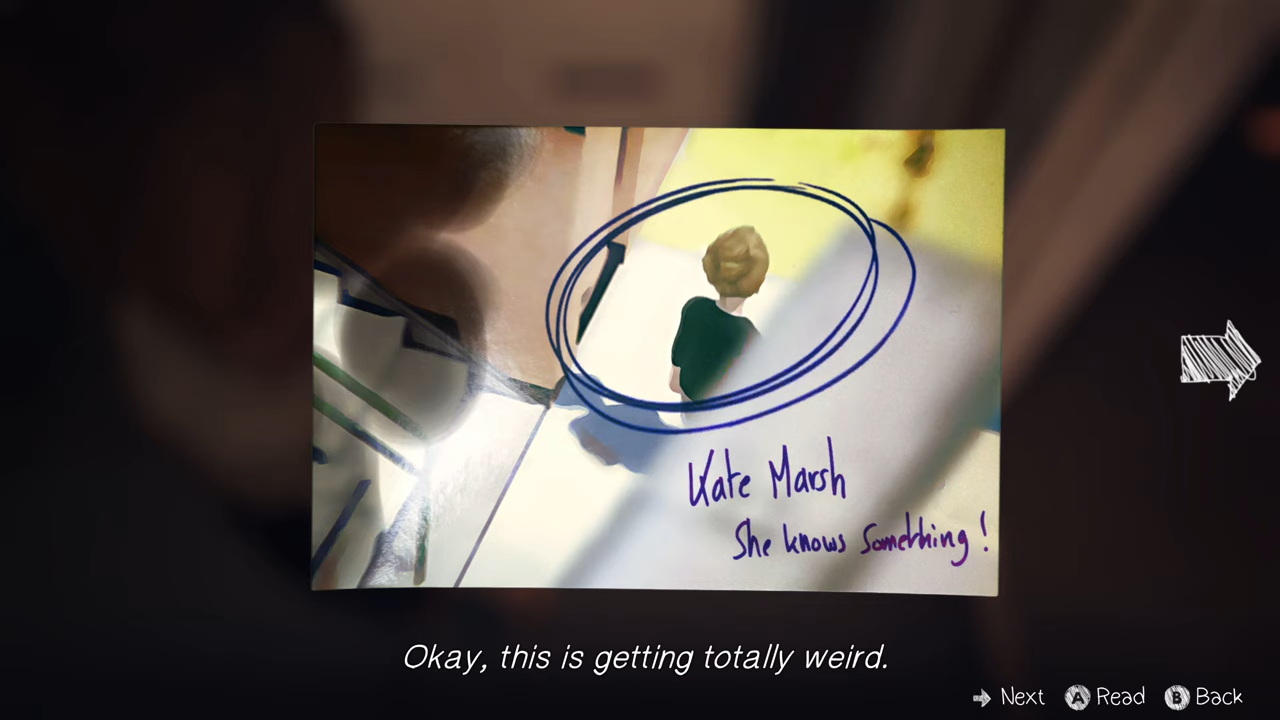 Kate Marsh
She knows something!
Okay, this is getting totally weird.
Next A Read B Back